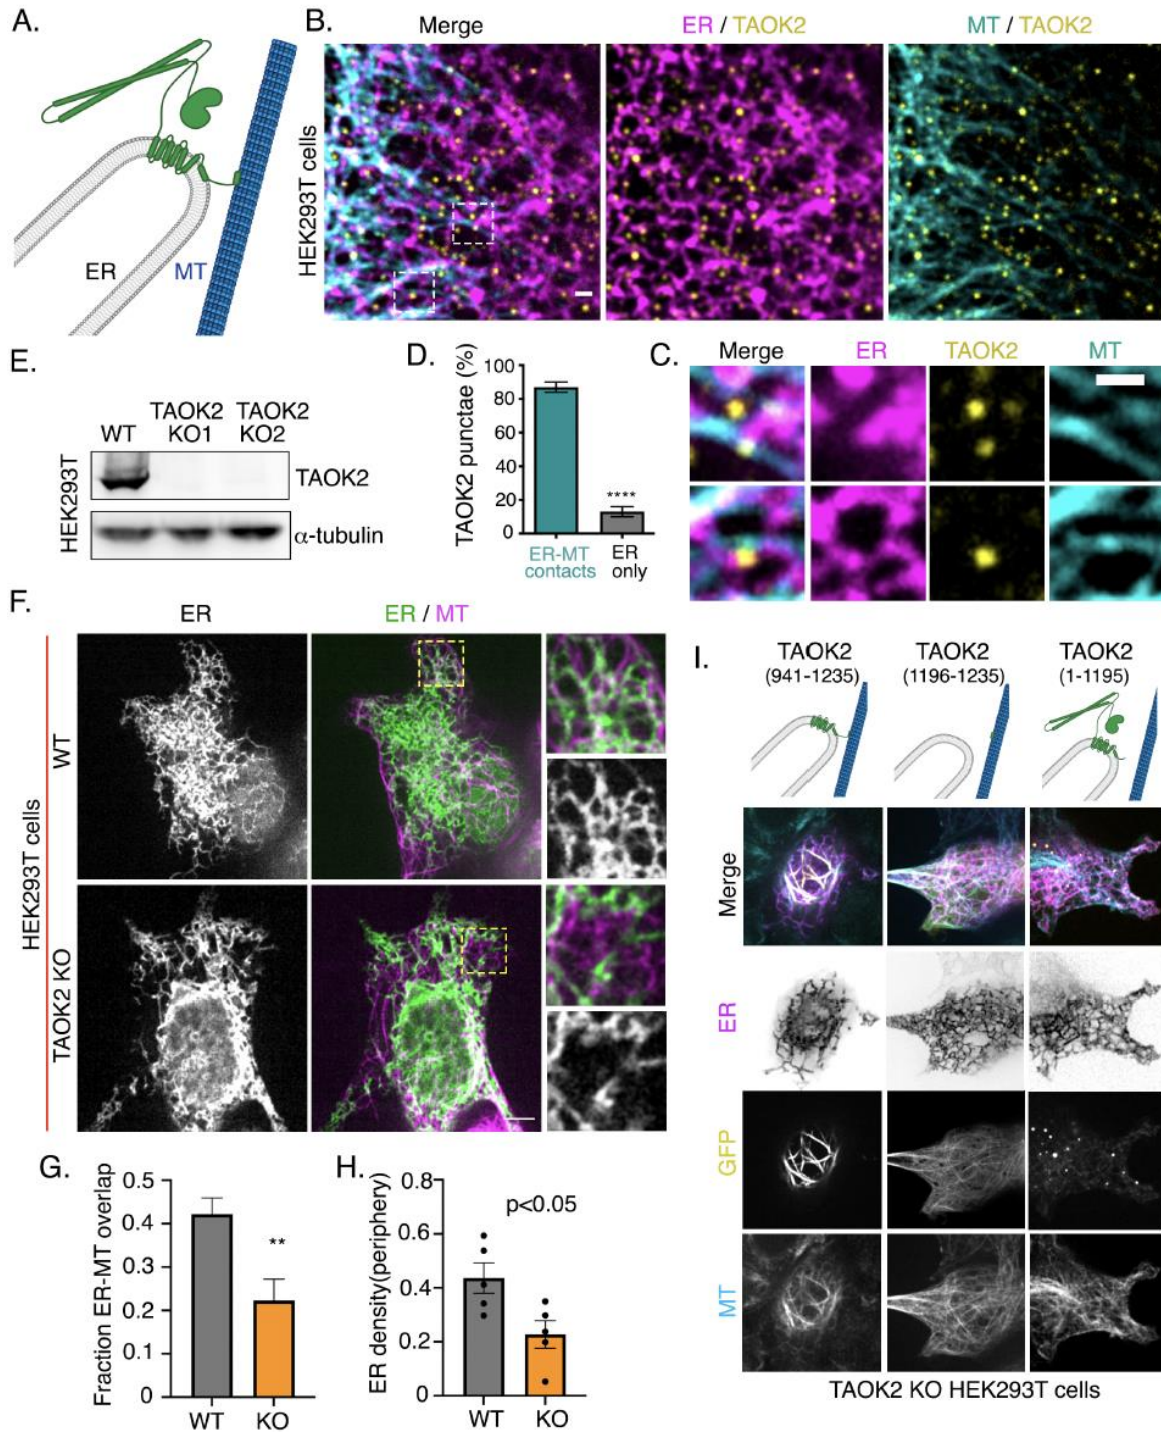 A.
ER
MT
B.
Merge
ER / TAOK2
MT / TAOK2
HEK293T cells
C.
Merge
ER
TAOK2
MT
D.
TAOK2 punctae (%)
100
80
60
40
20
0
****
ER-MT
contacts
ER
only
E.
HEK293T
WT
TAOK2
KO1
TAOK2
KO2
TAOK2
α-tubulin
F.
ER
ER / MT
HEK293T cells
WT
TAOK2 KO
G.
Fraction ER-MT overlap
0.5
0.4
0.3
0.2
0.1
0
**
WT
KO
H.
ER density(periphery)
0.8
0.6
0.4
0.2
0
p<0.05
WT
KO
I.
TAOK2
(941-1235)
TAOK2
(1196-1235)
TAOK2
(1-1195)
Merge
ER
GFP
MT
TAOK2 KO HEK293T cells